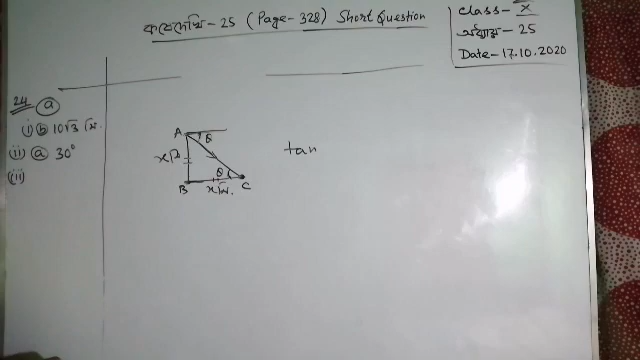 কষে দেখি - 25 (Page - 328) Short Question
Class - X
অধ্যায় - 25
Date - 17.10.2020
24 a
i) b 10√3 মি.
ii) a 30°
(ii)
A θ
x মি
B θ C
x মি.
tan